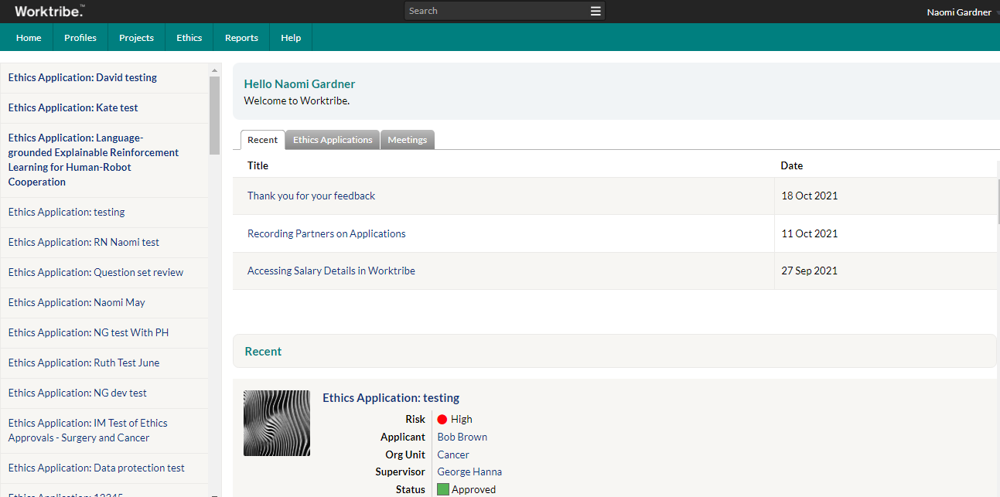 Worktribe.™
Search
Naomi Gardner
Home Profiles Projects Ethics Reports Help
Ethics Application: David testing
Ethics Application: Kate test
Ethics Application: Language-
grounded Explainable Reinforcement
Learning for Human-Robot
Cooperation
Ethics Application: testing
Ethics Application: RN Naomi test
Ethics Application: Question set review
Ethics Application: Naomi May
Ethics Application: NG test With PH
Ethics Application: Ruth Test June
Ethics Application: NG dev test
Ethics Application: IM Test of Ethics
Approvals - Surgery and Cancer
Ethics Application: Data protection test
Ethics Application: 12345
Hello Naomi Gardner
Welcome to Worktribe.
Recent Ethics Applications Meetings
Title Date
Thank you for your feedback 18 Oct 2021
Recording Partners on Applications 11 Oct 2021
Accessing Salary Details in Worktribe 27 Sep 2021
Recent
Ethics Application: testing
Risk High
Applicant Bob Brown
Org Unit Cancer
Supervisor George Hanna
Status Approved